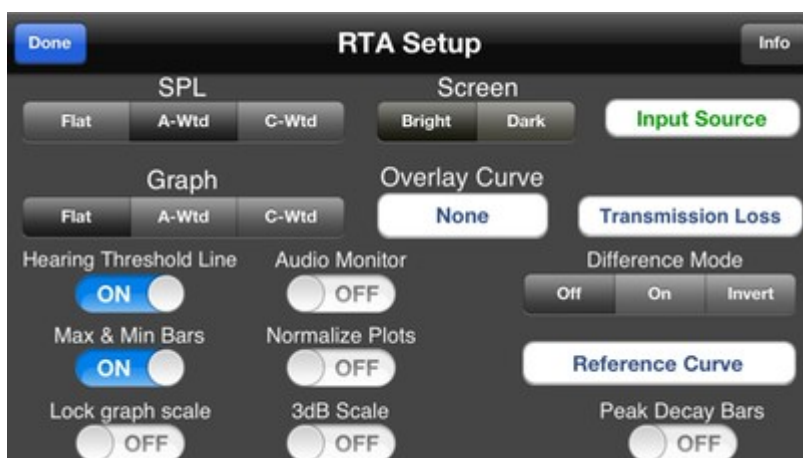 Done
RTA Setup
Info
SPL
Screen
Flat A-Wtd C-Wtd
Bright Dark
Input Source
Graph
Overlay Curve
Flat A-Wtd C-Wtd
None
Transmission Loss
Hearing Threshold Line
Audio Monitor
Difference Mode
ON
OFF
Off On Invert
Max & Min Bars
Normalize Plots
ON
OFF
Reference Curve
Lock graph scale
3dB Scale
Peak Decay Bars
OFF
OFF
OFF